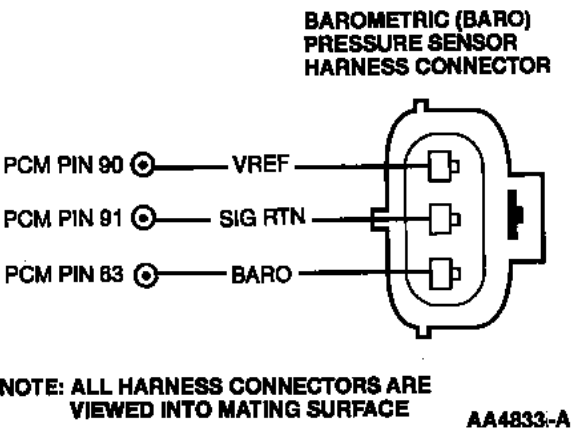 BAROMETRIC (BARO)
PRESSURE SENSOR
HARNESS CONNECTOR
PCM PIN 90 VREF
PCM PIN 91 SIG RTN
PCM PIN 63 BARO
NOTE: ALL HARNESS CONNECTORS ARE
VIEWED INTO MATING SURFACE
AA4833-A